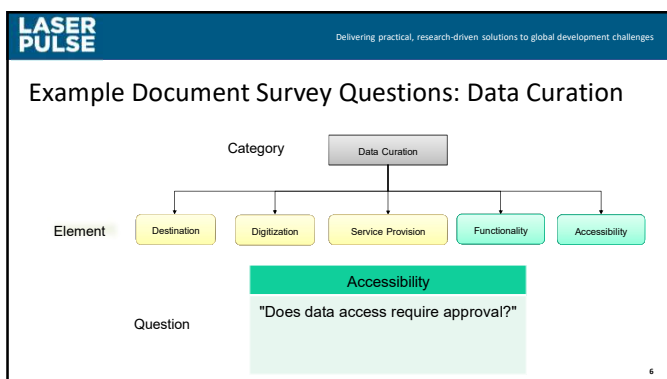 LASER
PULSE
Delivering practical, research-driven solutions to global development challenges
Example Document Survey Questions: Data Curation
Category
Data Curation
Element
Destination
Digitization
Service Provision
Functionality
Accessibility
Accessibility
Question
"Does data access require approval?"
6